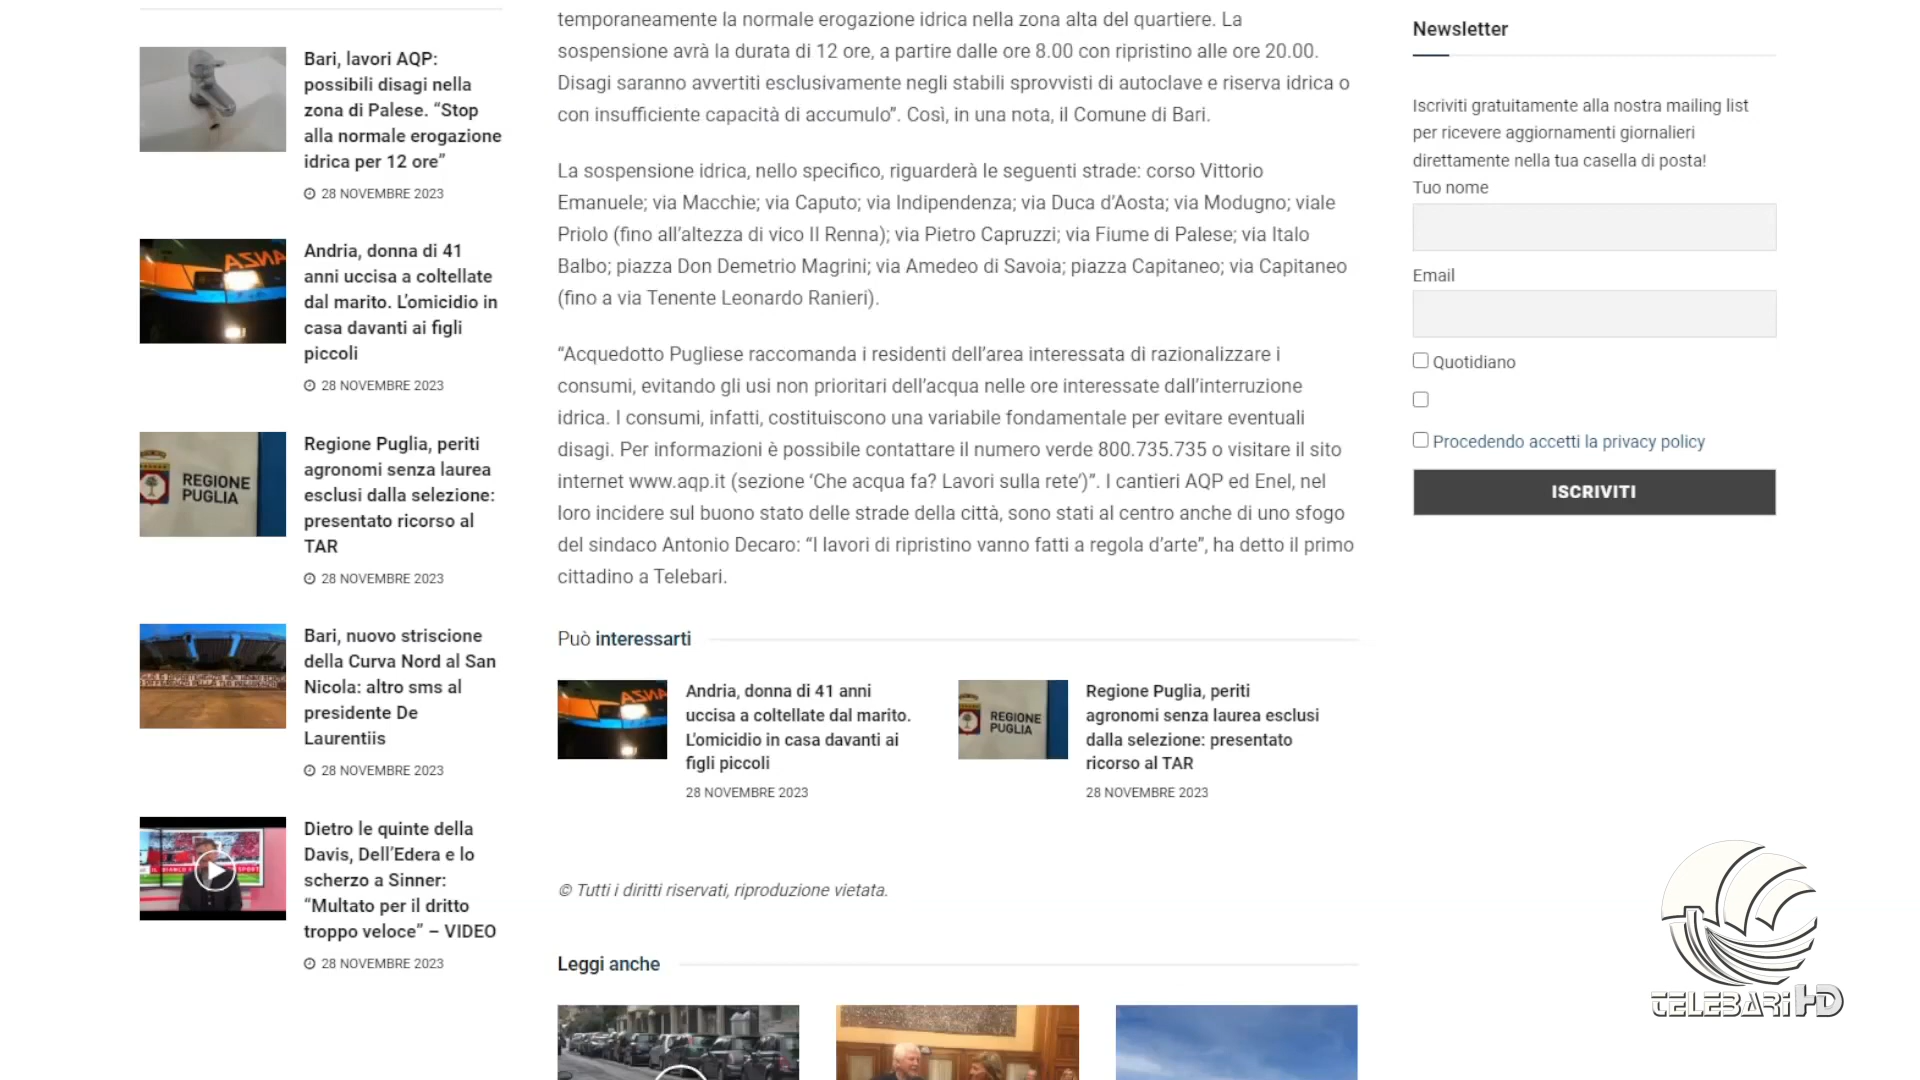 Bari, lavori AQP:
possibili disagi nella
zona di Palese. “Stop
alla normale erogazione
idrica per 12 ore”
28 NOVEMBRE 2023
Andria, donna di 41
anni uccisa a coltellate
dal marito. L’omicidio in
casa davanti ai figli
piccoli
28 NOVEMBRE 2023
REGIONE
PUGLIA
Regione Puglia, periti
agronomi senza laurea
esclusi dalla selezione:
presentato ricorso al
TAR
28 NOVEMBRE 2023
Bari, nuovo striscione
della Curva Nord al San
Nicola: altro sms al
presidente De
Laurentiis
28 NOVEMBRE 2023
Dietro le quinte della
Davis, Dell’Edera e lo
scherzo a Sinner:
“Multato per il dritto
troppo veloce” – VIDEO
28 NOVEMBRE 2023
temporaneamente la normale erogazione idrica nella zona alta del quartiere. La
sospensione avrà la durata di 12 ore, a partire dalle ore 8.00 con ripristino alle ore 20.00.
Disagi saranno avvertiti esclusivamente negli stabili sprovvisti di autoclave e riserva idrica o
con insufficiente capacità di accumulo”. Così, in una nota, il Comune di Bari.
La sospensione idrica, nello specifico, riguarderà le seguenti strade: corso Vittorio
Emanuele; via Macchie; via Caputo; via Indipendenza; via Duca d’Aosta; via Modugno; viale
Priolo (fino all’altezza di vico II Renna); via Pietro Capruzzi; via Fiume di Palese; via Italo
Balbo; piazza Don Demetrio Magrini; via Amedeo di Savoia; piazza Capitaneo; via Capitaneo
(fino a via Tenente Leonardo Ranieri).
“Acquedotto Pugliese raccomanda i residenti dell’area interessata di razionalizzare i
consumi, evitando gli usi non prioritari dell’acqua nelle ore interessate dall’interruzione
idrica. I consumi, infatti, costituiscono una variabile fondamentale per evitare eventuali
disagi. Per informazioni è possibile contattare il numero verde 800.735.735 o visitare il sito
internet www.aqp.it (sezione ‘Che acqua fa? Lavori sulla rete’)”. I cantieri AQP ed Enel, nel
loro incidere sul buono stato delle strade della città, sono stati al centro anche di uno sfogo
del sindaco Antonio Decaro: “I lavori di ripristino vanno fatti a regola d’arte”, ha detto il primo
cittadino a Telebari.
Può interessarti
Andria, donna di 41 anni
uccisa a coltellate dal marito.
L’omicidio in casa davanti ai
figli piccoli
28 NOVEMBRE 2023
REGIONE
PUGLIA
Regione Puglia, periti
agronomi senza laurea esclusi
dalla selezione: presentato
ricorso al TAR
28 NOVEMBRE 2023
© Tutti i diritti riservati, riproduzione vietata.
Leggi anche
Newsletter
Iscriviti gratuitamente alla nostra mailing list
per ricevere aggiornamenti giornalieri
direttamente nella tua casella di posta!
Tuo nome
Email
Quotidiano
Procedendo accetti la privacy policy
ISCRIVITI
TELEBARI HD